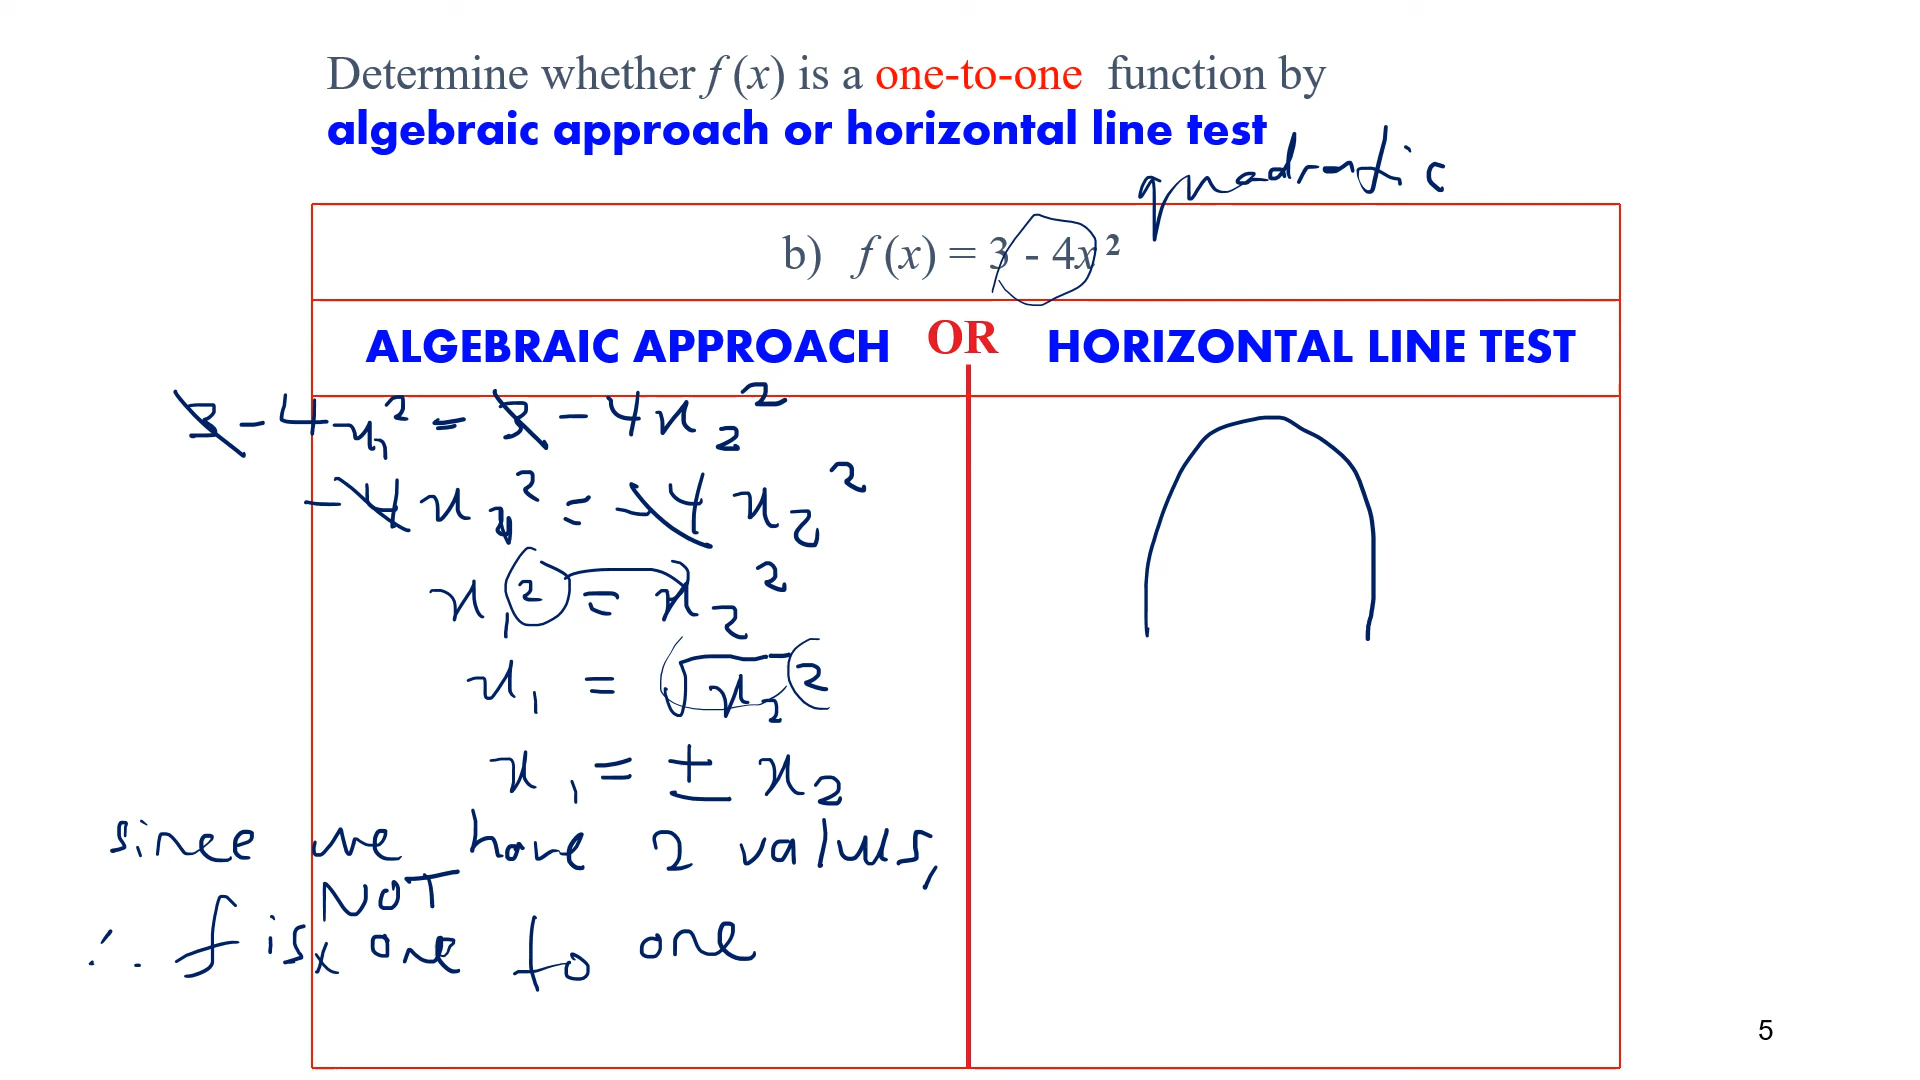 Determine whether f (x) is a one-to-one function by
algebraic approach or horizontal line test
quadratic
b) f (x) = 3 - 4x²
ALGEBRAIC APPROACH OR HORIZONTAL LINE TEST
3 - 4x₁² = 3 - 4x₂²
-4x₁² = -4x₂²
x₁² = x₂²
x₁ = √x₂²
x₁ = ± x₂
since we have 2 values,
NOT
∴ f is x one to one
5